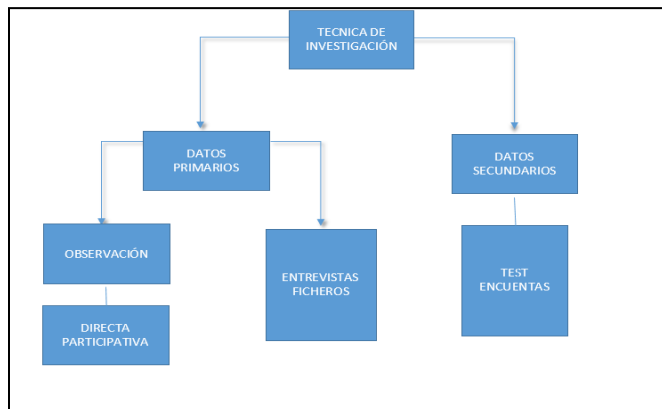 TECNICA DE
INVESTIGACIÓN
DATOS
PRIMARIOS
DATOS
SECUNDARIOS
OBSERVACIÓN
ENTREVISTAS
FICHEROS
TEST
ENCUENTAS
DIRECTA
PARTICIPATIVA